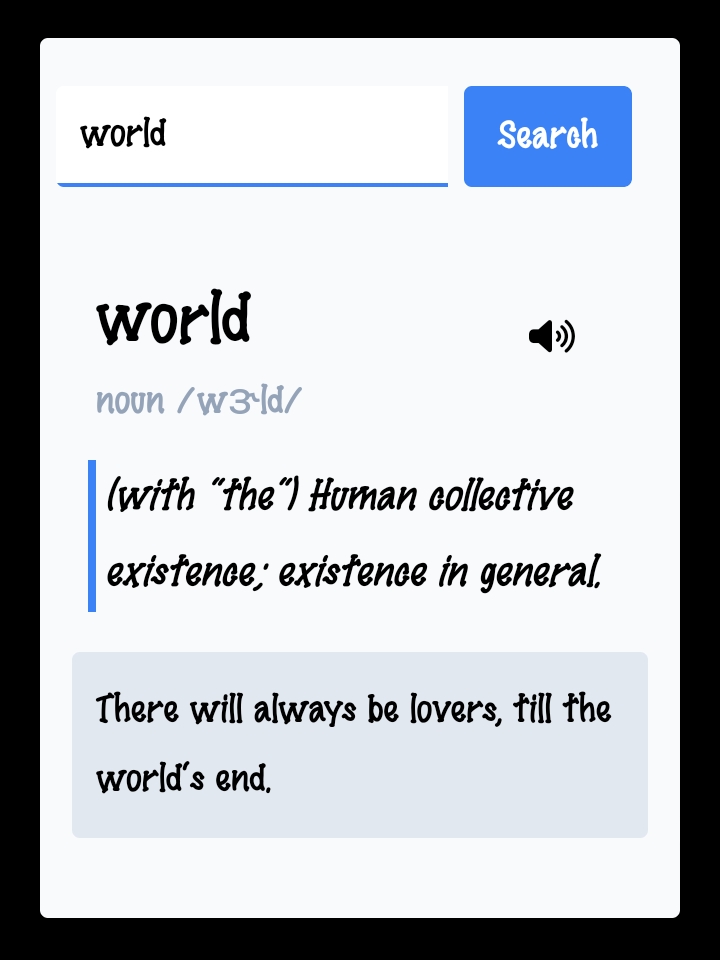 world
Search
world
noun /wɝld/
(with "the") Human collective
existence; existence in general.
There will always be lovers, till the
world's end.